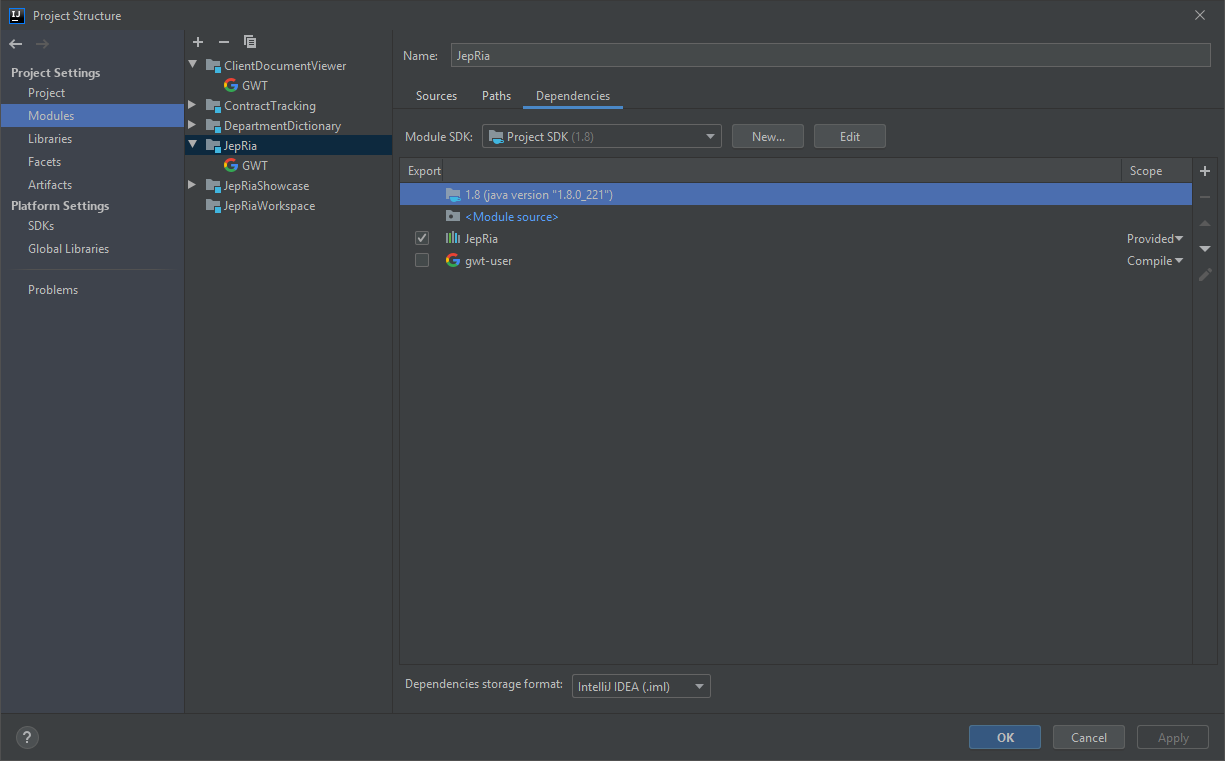 Project Structure
Project Settings
Project
Modules
Libraries
Facets
Artifacts
Platform Settings
SDKs
Global Libraries
Problems
ClientDocumentViewer
GWT
ContractTracking
DepartmentDictionary
JepRia
GWT
JepRiaShowcase
JepRiaWorkspace
Name: JepRia
Sources Paths Dependencies
Module SDK: Project SDK (1.8) New... Edit
Export Scope
1.8 (java version "1.8.0_221")
<Module source>
JepRia Provided
gwt-user Compile
Dependencies storage format: IntelliJ IDEA (.iml)
? OK Cancel Apply